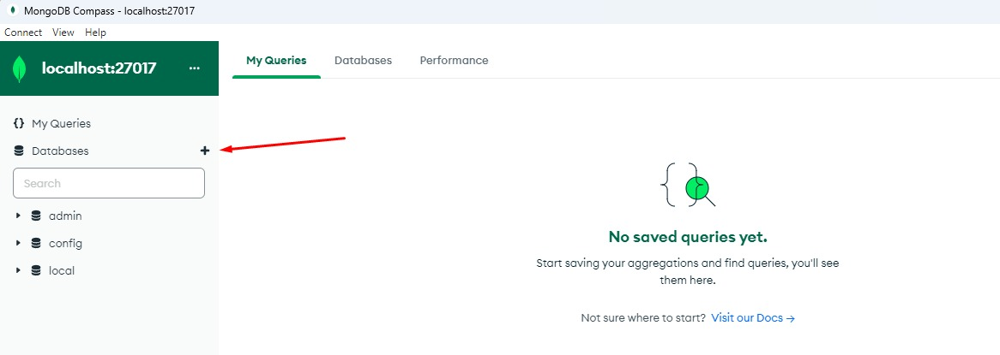 MongoDB Compass - localhost:27017
Connect View Help
localhost:27017 ...
My Queries Databases Performance
{} My Queries
Databases +
Search
admin
config
local
No saved queries yet.
Start saving your aggregations and find queries, you'll see
them here.
Not sure where to start? Visit our Docs →